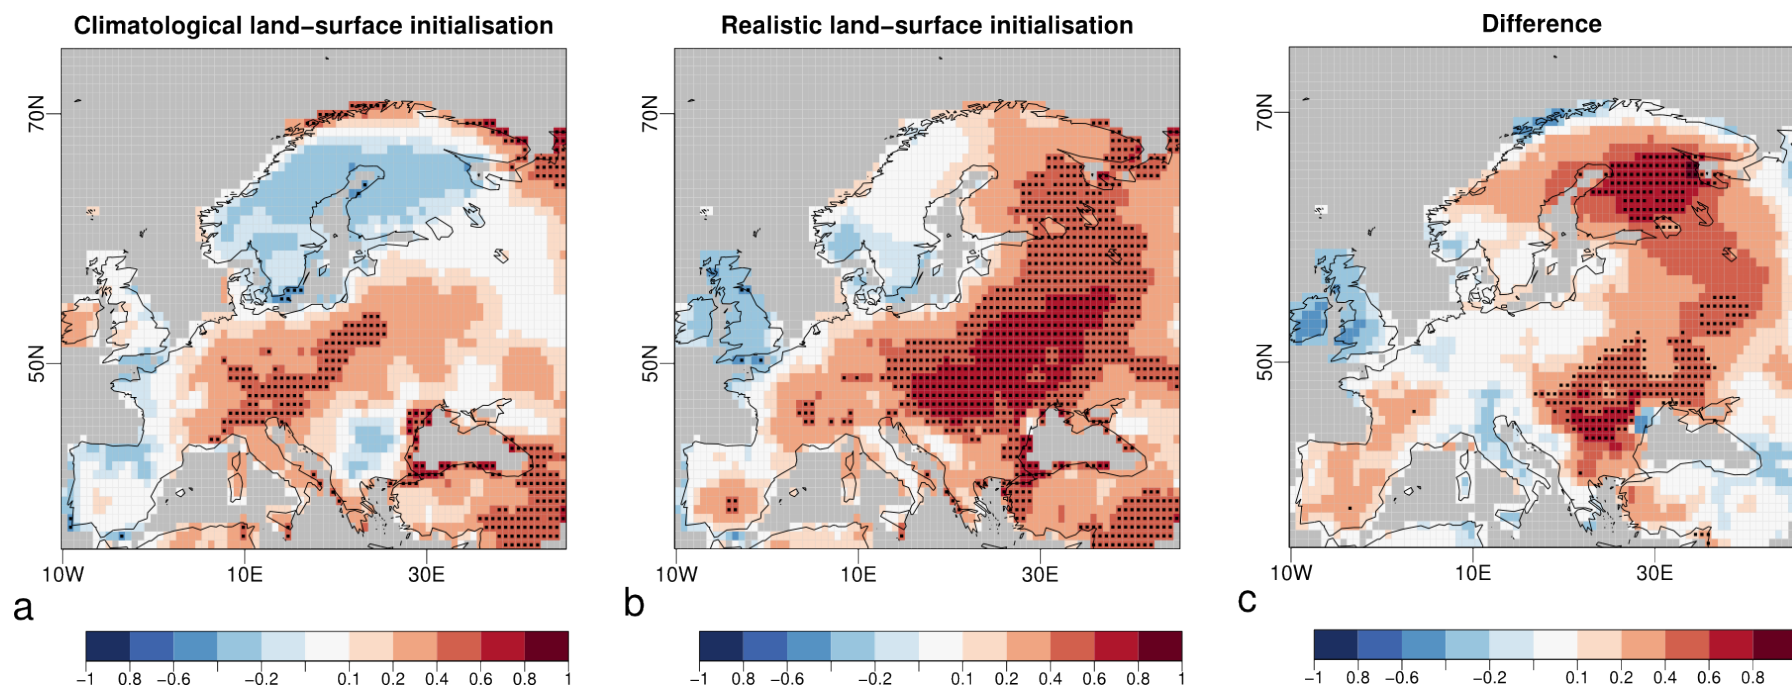 Climatological land−surface initialisation
70N
50N
10W 10E 30E
a
−1 0.8 −0.6 −0.2 0.1 0.2 0.4 0.6 0.8 1
Realistic land−surface initialisation
70N
50N
10W 10E 30E
b
−1 0.8 −0.6 −0.2 0.1 0.2 0.4 0.6 0.8 1
Difference
70N
50N
10W 10E 30E
c
−1 0.8 −0.6 −0.2 0.1 0.2 0.4 0.6 0.8